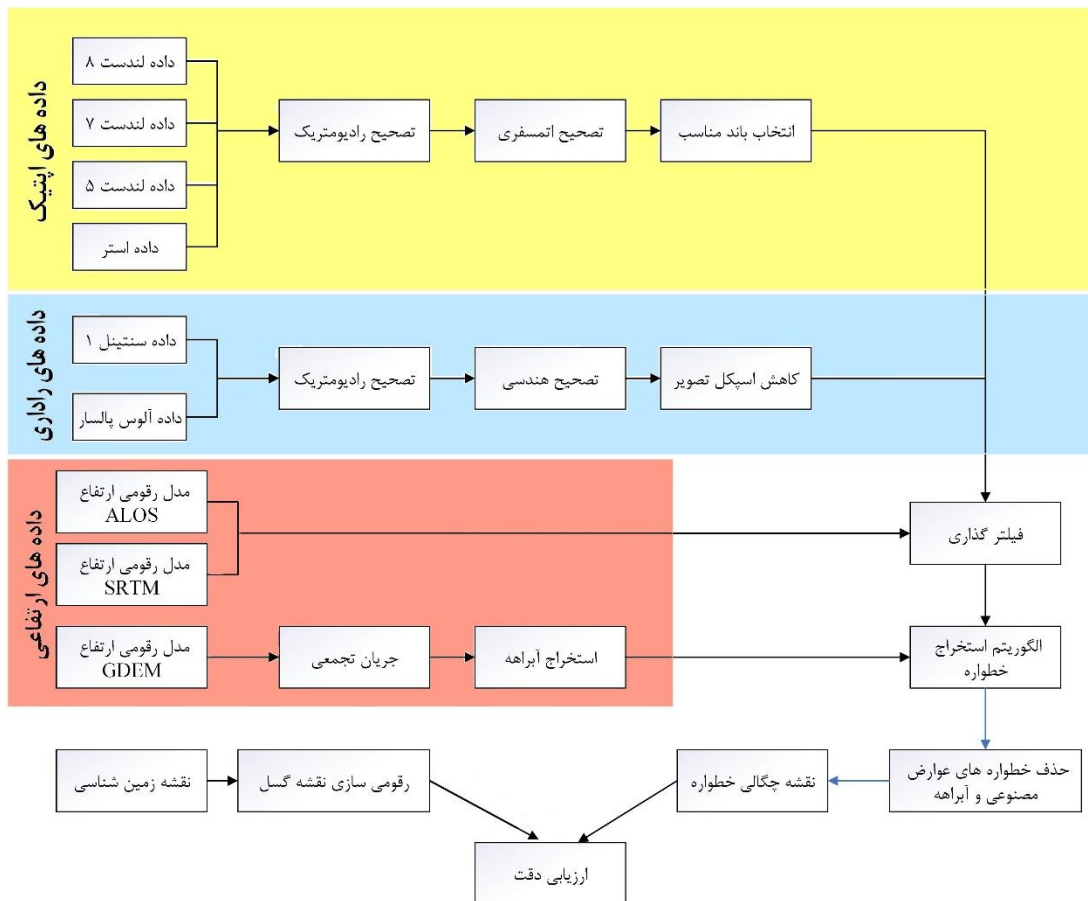 داده های اپتیک
داده لندست ۸
داده لندست ۷
داده لندست ۵
داده استر
تصحیح رادیومتریک
تصحیح اتمسفری
انتخاب باند مناسب
داده های راداری
داده سنتینل ۱
داده آلوس پالسار
تصحیح رادیومتریک
تصحیح هندسی
کاهش اسپکل تصویر
داده های ارتفاعی
مدل رقومی ارتفاع
ALOS
مدل رقومی ارتفاع
SRTM
فیلتر گذاری
مدل رقومی ارتفاع
GDEM
جریان تجمعی
استخراج آبراهه
الگوریتم استخراج
خطواره
نقشه زمین شناسی
رقومی سازی نقشه گسل
نقشه چگالی خطواره
حذف خطواره های عوارض
مصنوعی و آبراهه
ارزیابی دقت